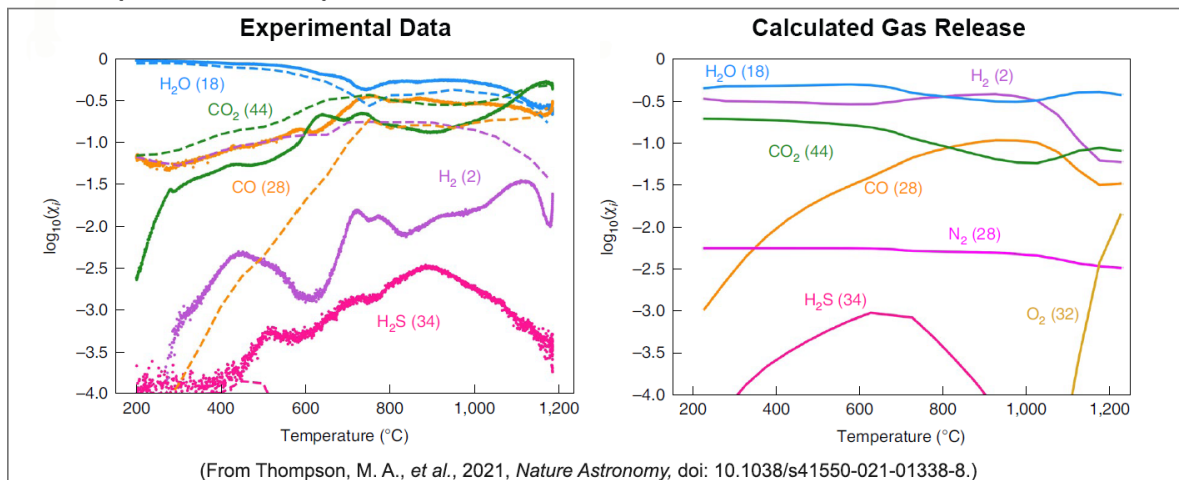 Experimental Data
Calculated Gas Release
0
−0.5
−1.0
−1.5
−2.0
−2.5
−3.0
−3.5
−4.0
log₁₀(χᵢ)
H₂O (18)
CO₂ (44)
CO (28)
H₂ (2)
H₂S (34)
200
400
600
800
1,000
1,200
Temperature (°C)
0
−0.5
−1.0
−1.5
−2.0
−2.5
−3.0
−3.5
−4.0
log₁₀(χᵢ)
H₂O (18)
H₂ (2)
CO₂ (44)
CO (28)
N₂ (28)
H₂S (34)
O₂ (32)
200
400
600
800
1,000
1,200
Temperature (°C)
(From Thompson, M. A., et al., 2021, Nature Astronomy, doi: 10.1038/s41550-021-01338-8.)